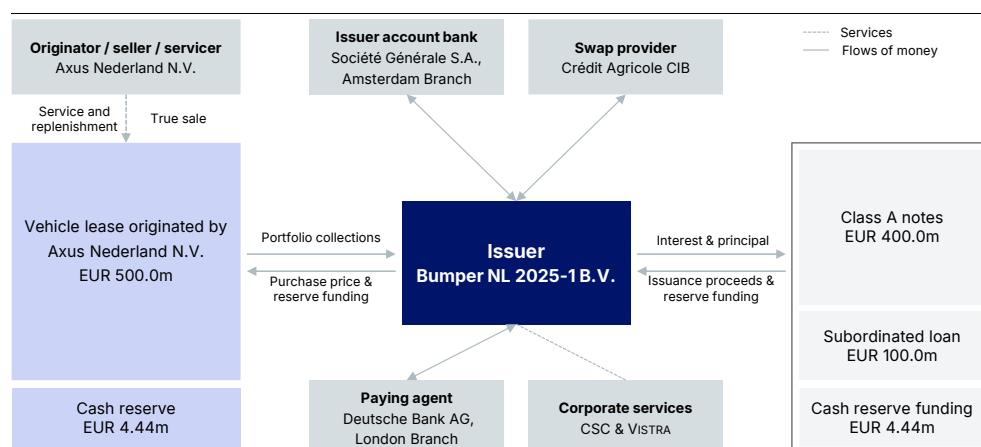 Originator / seller / servicer
Axus Nederland N.V.
Issuer account bank
Société Générale S.A.,
Amsterdam Branch
Swap provider
Crédit Agricole CIB
Services
Flows of money
Service and
replenishment
True sale
Vehicle lease originated by
Axus Nederland N.V.
EUR 500.0m
Portfolio collections
Purchase price &
reserve funding
Issuer
Bumper NL 2025-1 B.V.
Interest & principal
Issuance proceeds &
reserve funding
Class A notes
EUR 400.0m
Subordinated loan
EUR 100.0m
Cash reserve
EUR 4.44m
Paying agent
Deutsche Bank AG,
London Branch
Corporate services
CSC & VISTRA
Cash reserve funding
EUR 4.44m